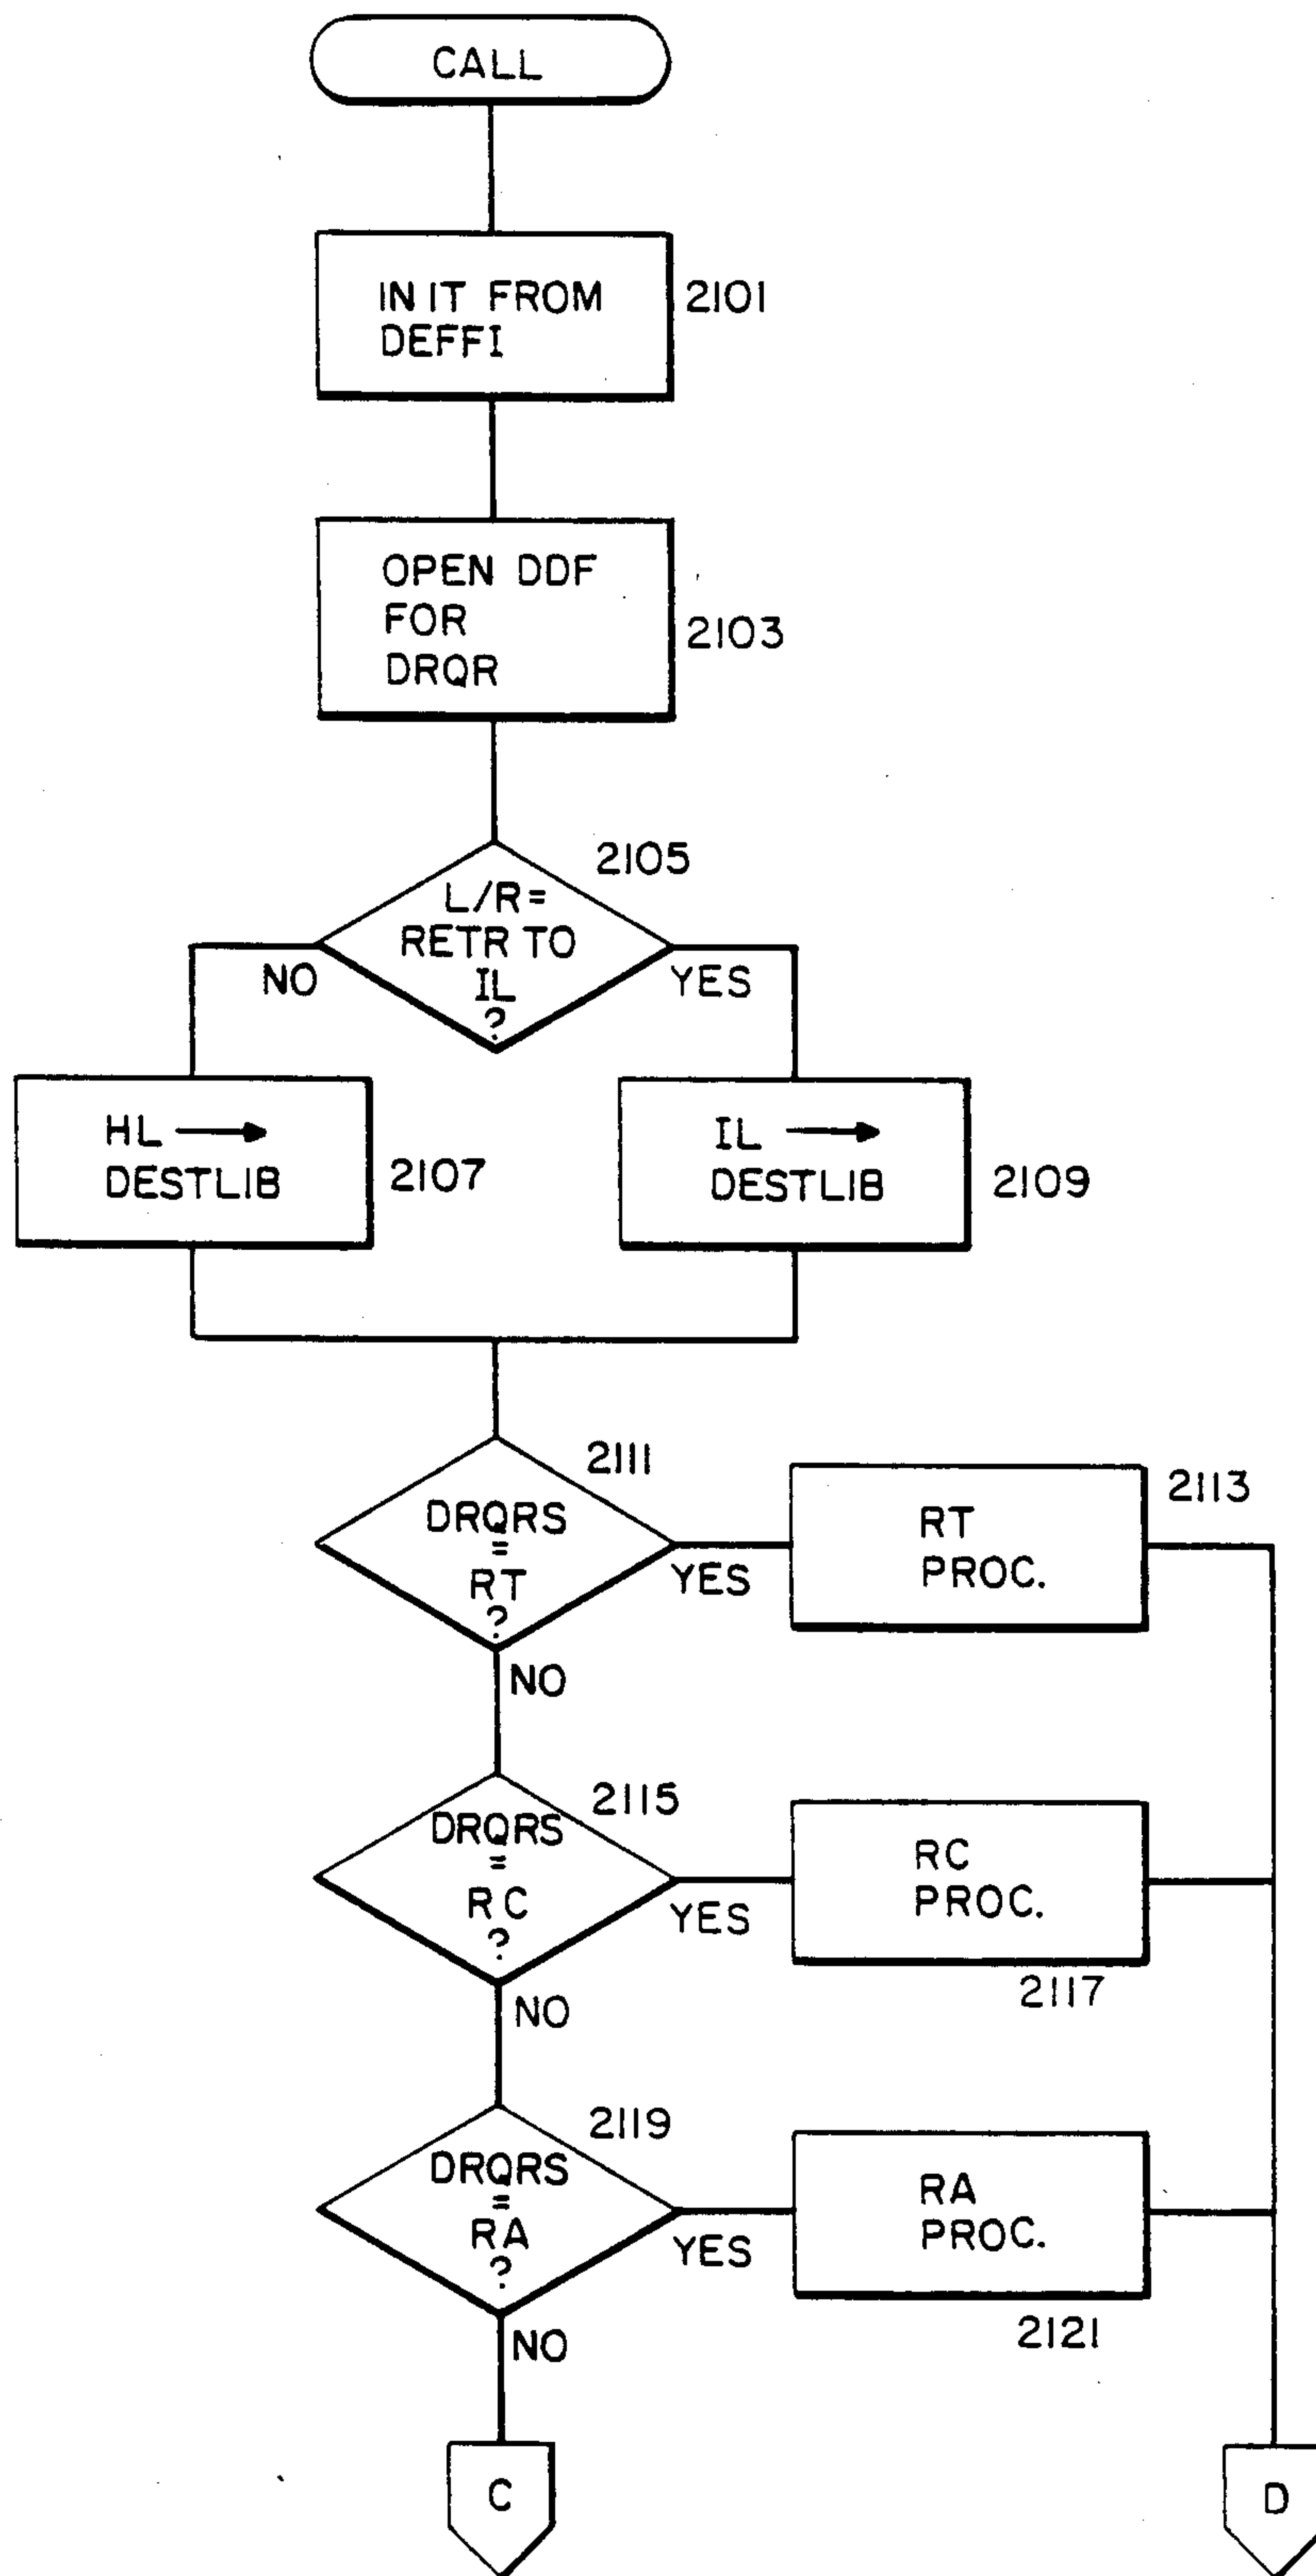 CALL
INIT FROM
DEFFI
2101
OPEN DDF
FOR
DRQR
2103
2105
L/R=
RETR TO
IL
?
NO
YES
HL →
DESTLIB
2107
IL →
DESTLIB
2109
2111
DRQRS
=
RT
?
YES
NO
RT
PROC.
2113
2115
DRQRS
=
RC
?
YES
NO
RC
PROC.
2117
2119
DRQRS
=
RA
?
YES
NO
RA
PROC.
2121
C
D